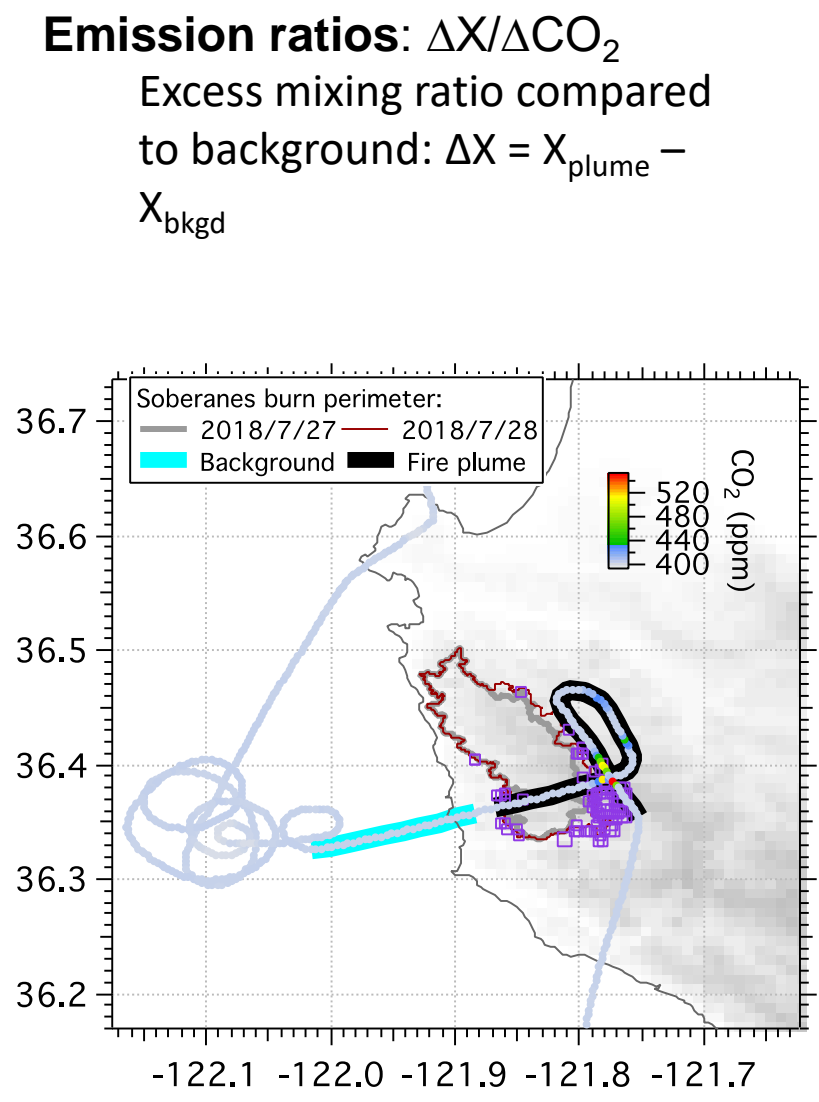 Emission ratios: ΔX/ΔCO₂
Excess mixing ratio compared
to background: ΔX = X_plume –
X_bkgd
Soberanes burn perimeter:
2018/7/27 2018/7/28
Background Fire plume
CO₂ (ppm)
520
480
440
400
36.7
36.6
36.5
36.4
36.3
36.2
-122.1 -122.0 -121.9 -121.8 -121.7